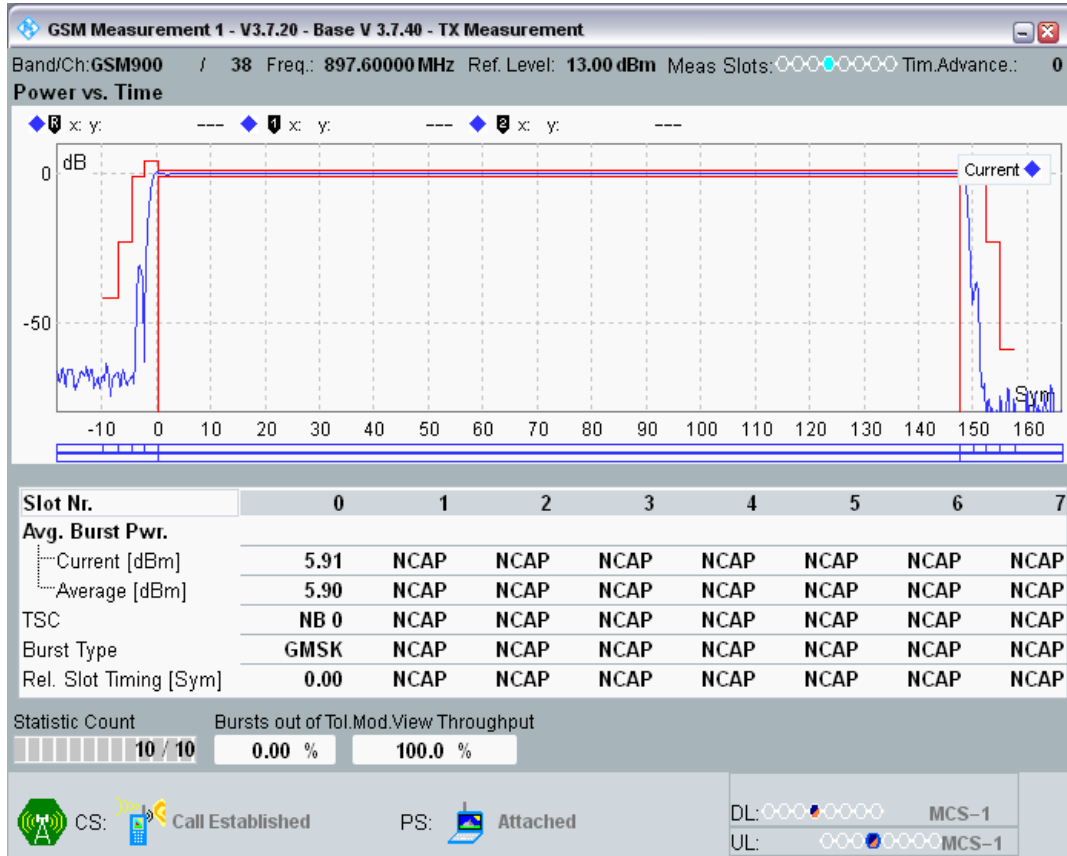 GSM Measurement 1 - V3.7.20 - Base V 3.7.40 - TX Measurement
Band/Ch:GSM900 / 38 Freq.: 897.60000 MHz Ref. Level: 13.00 dBm Meas Slots: Tim.Advance.: 0
Power vs. Time
R x: y: --- 1 x: y: --- 2 x: y: ---
dB
Current
0
-50
Sym
-10 0 10 20 30 40 50 60 70 80 90 100 110 120 130 140 150 160
Slot Nr. 0 1 2 3 4 5 6 7
Avg. Burst Pwr.
Current [dBm] 5.91 NCAP NCAP NCAP NCAP NCAP NCAP NCAP
Average [dBm] 5.90 NCAP NCAP NCAP NCAP NCAP NCAP NCAP
TSC NB 0 NCAP NCAP NCAP NCAP NCAP NCAP NCAP
Burst Type GMSK NCAP NCAP NCAP NCAP NCAP NCAP NCAP
Rel. Slot Timing [Sym] 0.00 NCAP NCAP NCAP NCAP NCAP NCAP NCAP
Statistic Count Bursts out of Tol.Mod.View Throughput
10 / 10 0.00 % 100.0 %
CS: Call Established PS: Attached
DL: MCS-1
UL: MCS-1